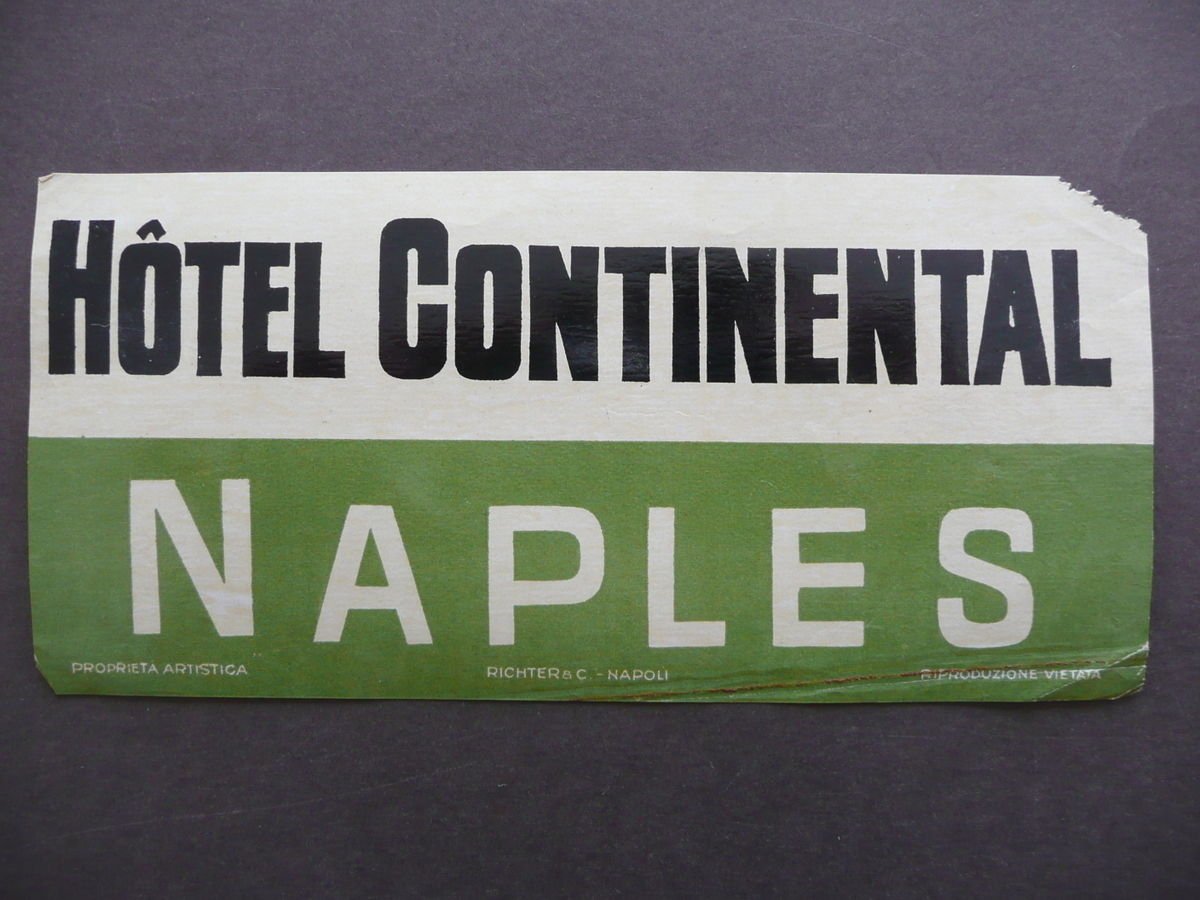 HÔTEL CONTINENTAL
NAPLES
PROPRIETA ARTISTICA RICHTER & C. - NAPOLI RIPRODUZIONE VIETATA